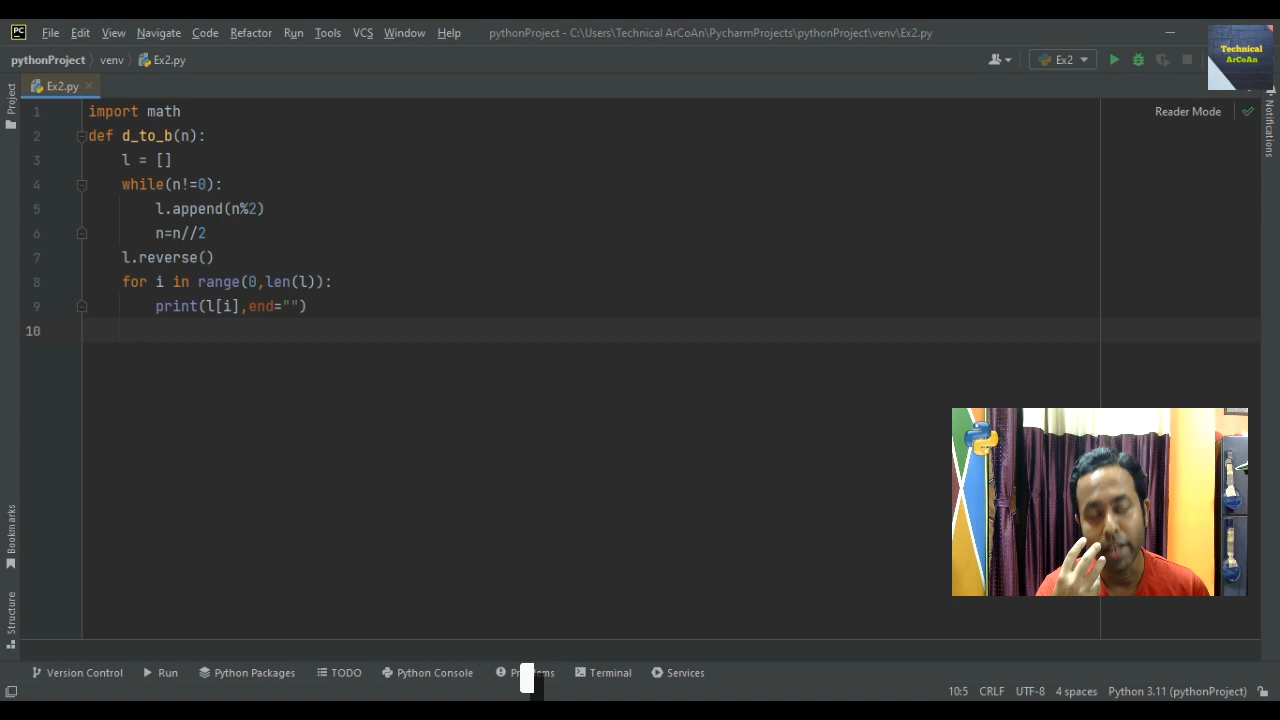 PC File Edit View Navigate Code Refactor Run Tools VCS Window Help pythonProject - C:\Users\Technical ArCoAn\PycharmProjects\pythonProject\venv\Ex2.py
Technical
ArCoAn
pythonProject venv Ex2.py Ex2
Ex2.py
Project
Notifications
Reader Mode
1 import math
2 def d_to_b(n):
3 l = []
4 while(n!=0):
5 l.append(n%2)
6 n=n//2
7 l.reverse()
8 for i in range(0,len(l)):
9 print(l[i],end="")
10
Bookmarks
Structure
Version Control Run Python Packages TODO Python Console Terminal Services
10:5 CRLF UTF-8 4 spaces Python 3.11 (pythonProject)